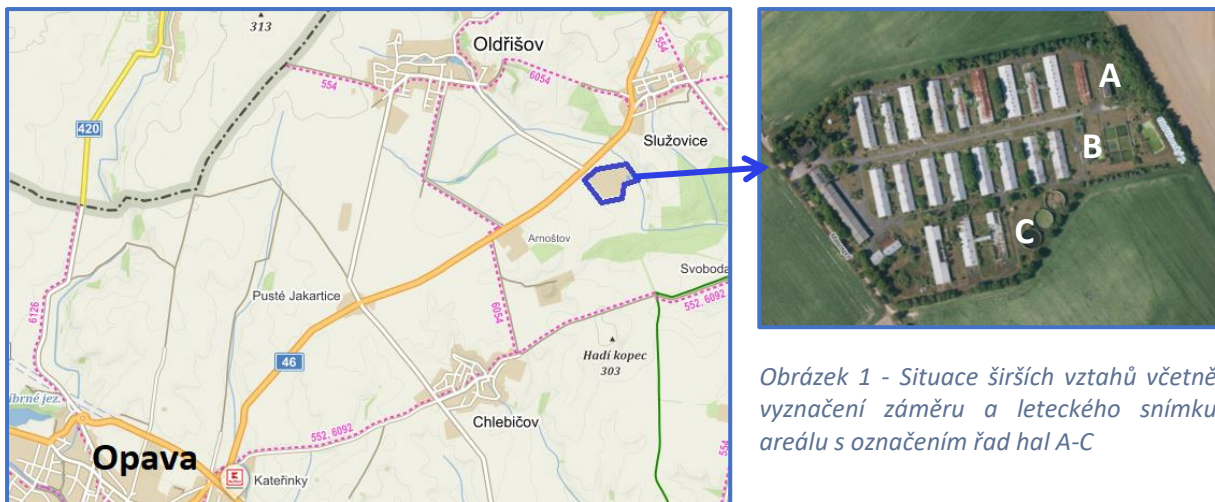 313
Oldřišov
554
6054
554
420
Služovice
Arnoštov
Svoboda
552, 6092
Pusté Jakartice
6126
6054
46
Hadí kopec
303
Chlebičov
552, 6092
554
Opava
Kateřinky
A
B
C
Obrázek 1 - Situace širších vztahů včetně
vyznačení záměru a leteckého snímku
areálu s označením řad hal A-C